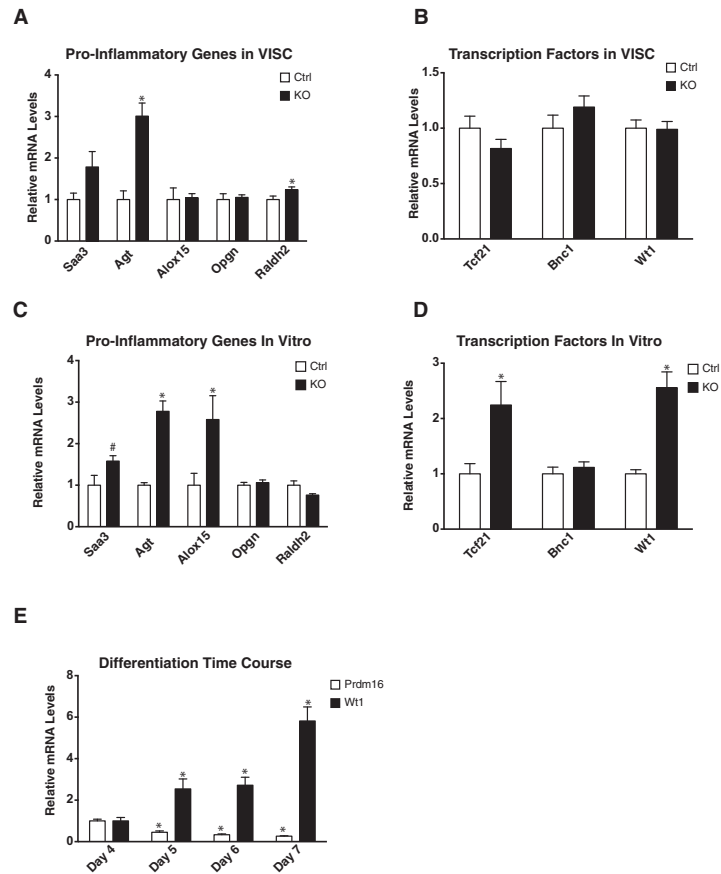 A
Pro-Inflammatory Genes in VISC
Relative mRNA Levels
4
3
2
1
0
*
*
Ctrl
KO
Saa3
Agt
Alox15
Opgn
Raldh2
B
Transcription Factors in VISC
Relative mRNA Levels
1.5
1.0
0.5
0.0
Ctrl
KO
Tcf21
Bnc1
Wt1
C
Pro-Inflammatory Genes In Vitro
Relative mRNA Levels
4
3
2
1
0
#
*
*
Ctrl
KO
Saa3
Agt
Alox15
Opgn
Raldh2
D
Transcription Factors In Vitro
Relative mRNA Levels
3
2
1
0
*
*
Ctrl
KO
Tcf21
Bnc1
Wt1
E
Differentiation Time Course
Relative mRNA Levels
8
6
4
2
0
*
*
*
*
*
*
Prdm16
Wt1
Day 4
Day 5
Day 6
Day 7